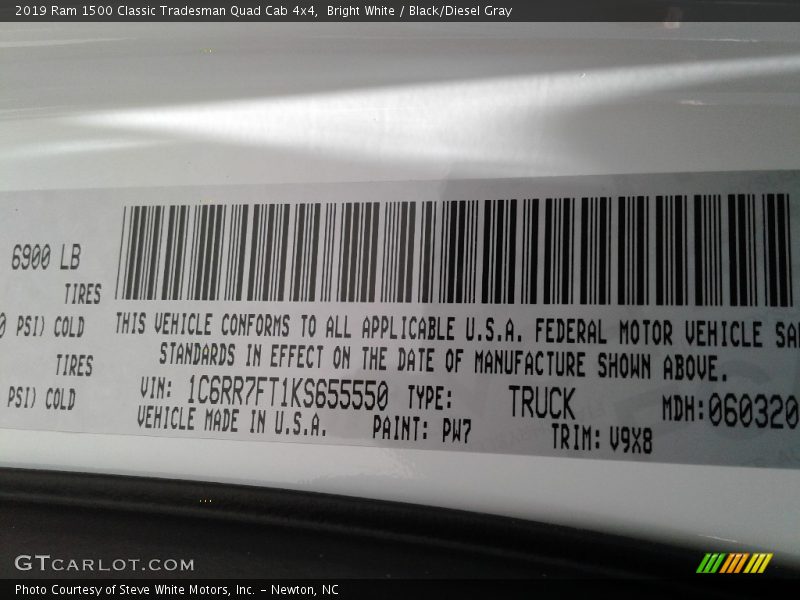 2019 Ram 1500 Classic Tradesman Quad Cab 4x4,  Bright White / Black/Diesel Gray
6900 LB
TIRES
0 PSI) COLD
TIRES
PSI) COLD
THIS VEHICLE CONFORMS TO ALL APPLICABLE U.S.A. FEDERAL MOTOR VEHICLE SA
STANDARDS IN EFFECT ON THE DATE OF MANUFACTURE SHOWN ABOVE.
VIN: 1C6RR7FT1KS655550 TYPE: TRUCK MDH:060320
VEHICLE MADE IN U.S.A. PAINT: PW7 TRIM: V9X8
GTCARLOT.COM
Photo Courtesy of Steve White Motors, Inc. – Newton, NC